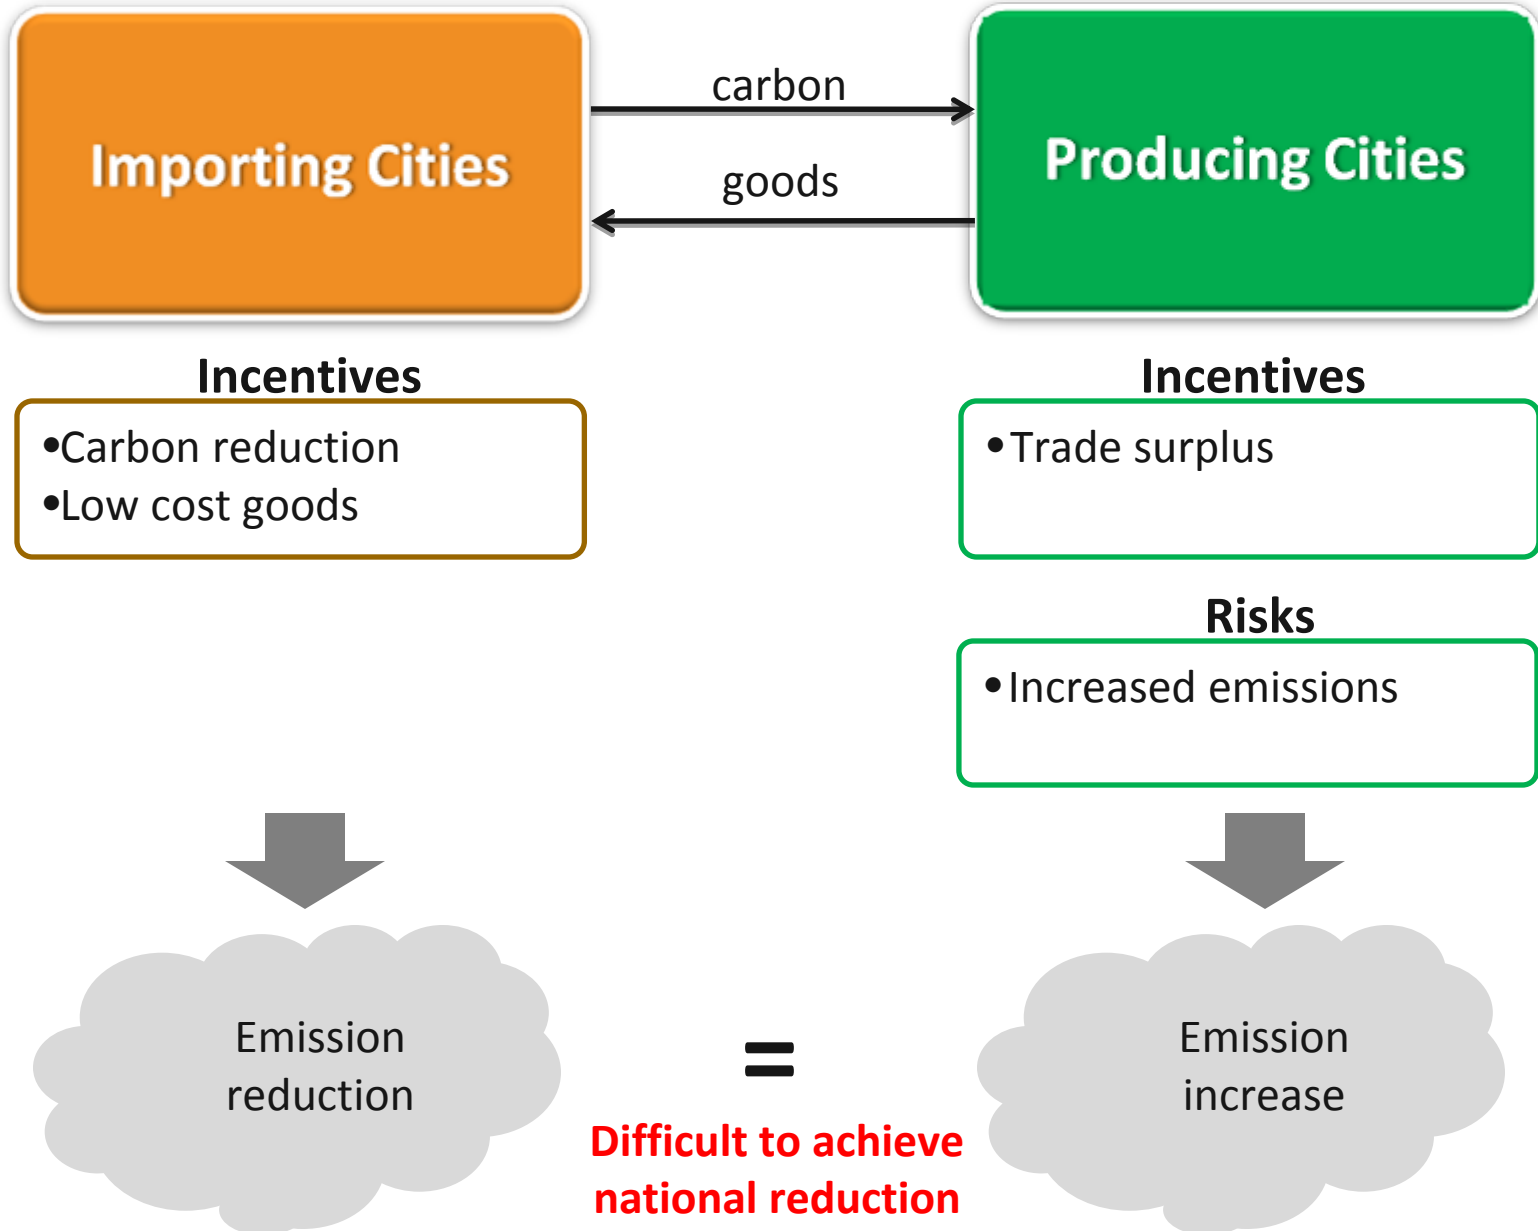 Importing Cities
carbon
goods
Producing Cities
Incentives
•Carbon reduction
•Low cost goods
Incentives
•Trade surplus
Risks
•Increased emissions
Emission
reduction
=
Difficult to achieve
national reduction
Emission
increase